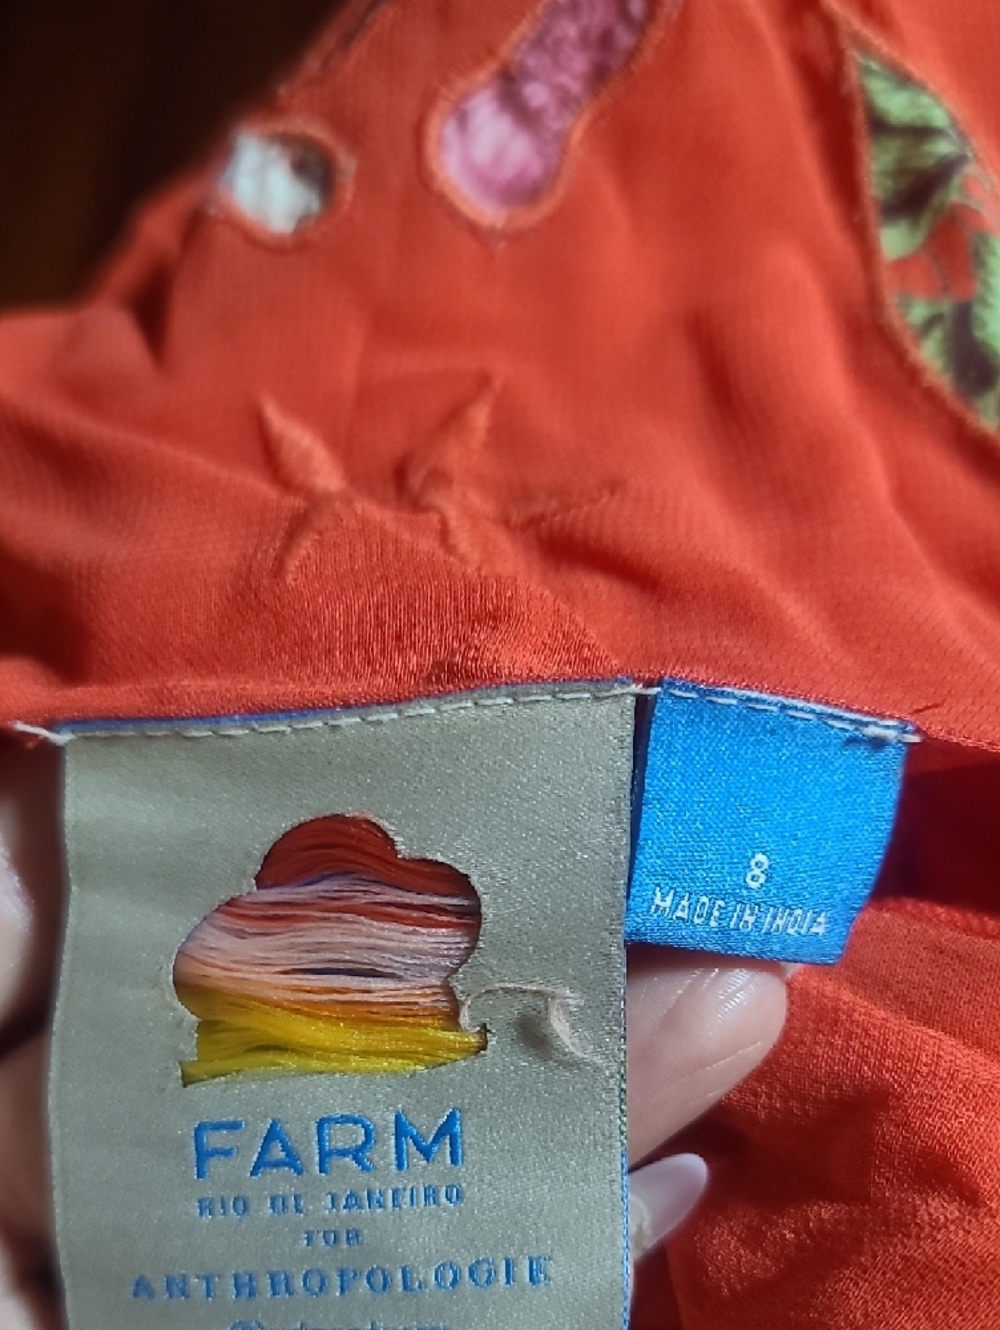 8
MADE IN INDIA
FARM
RIO DE JANEIRO
FOR
ANTHROPOLOGIE